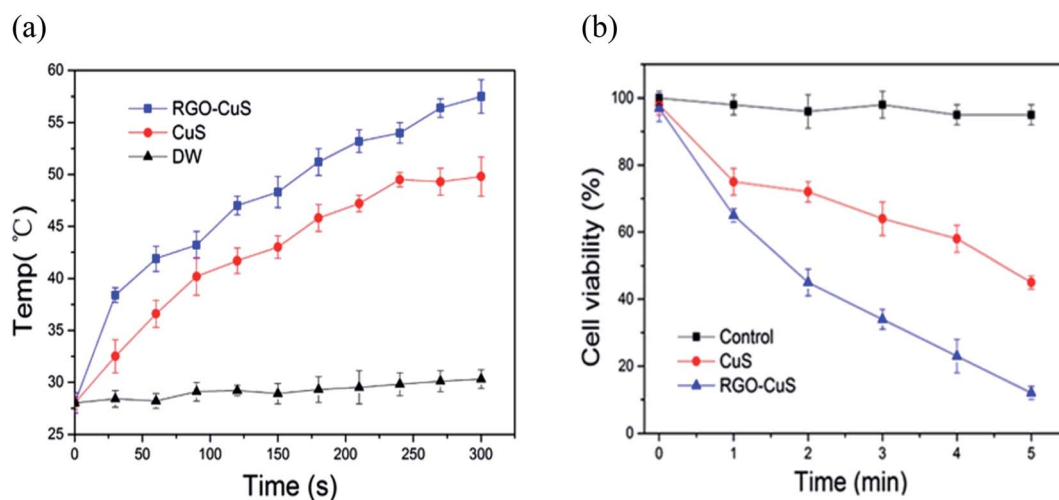 (a)
(b)
60
55
50
45
40
35
30
25
Temp( ℃)
RGO-CuS
CuS
DW
0 50 100 150 200 250 300
Time (s)
100
80
60
40
20
0
Cell viability (%)
Control
CuS
RGO-CuS
0 1 2 3 4 5
Time (min)